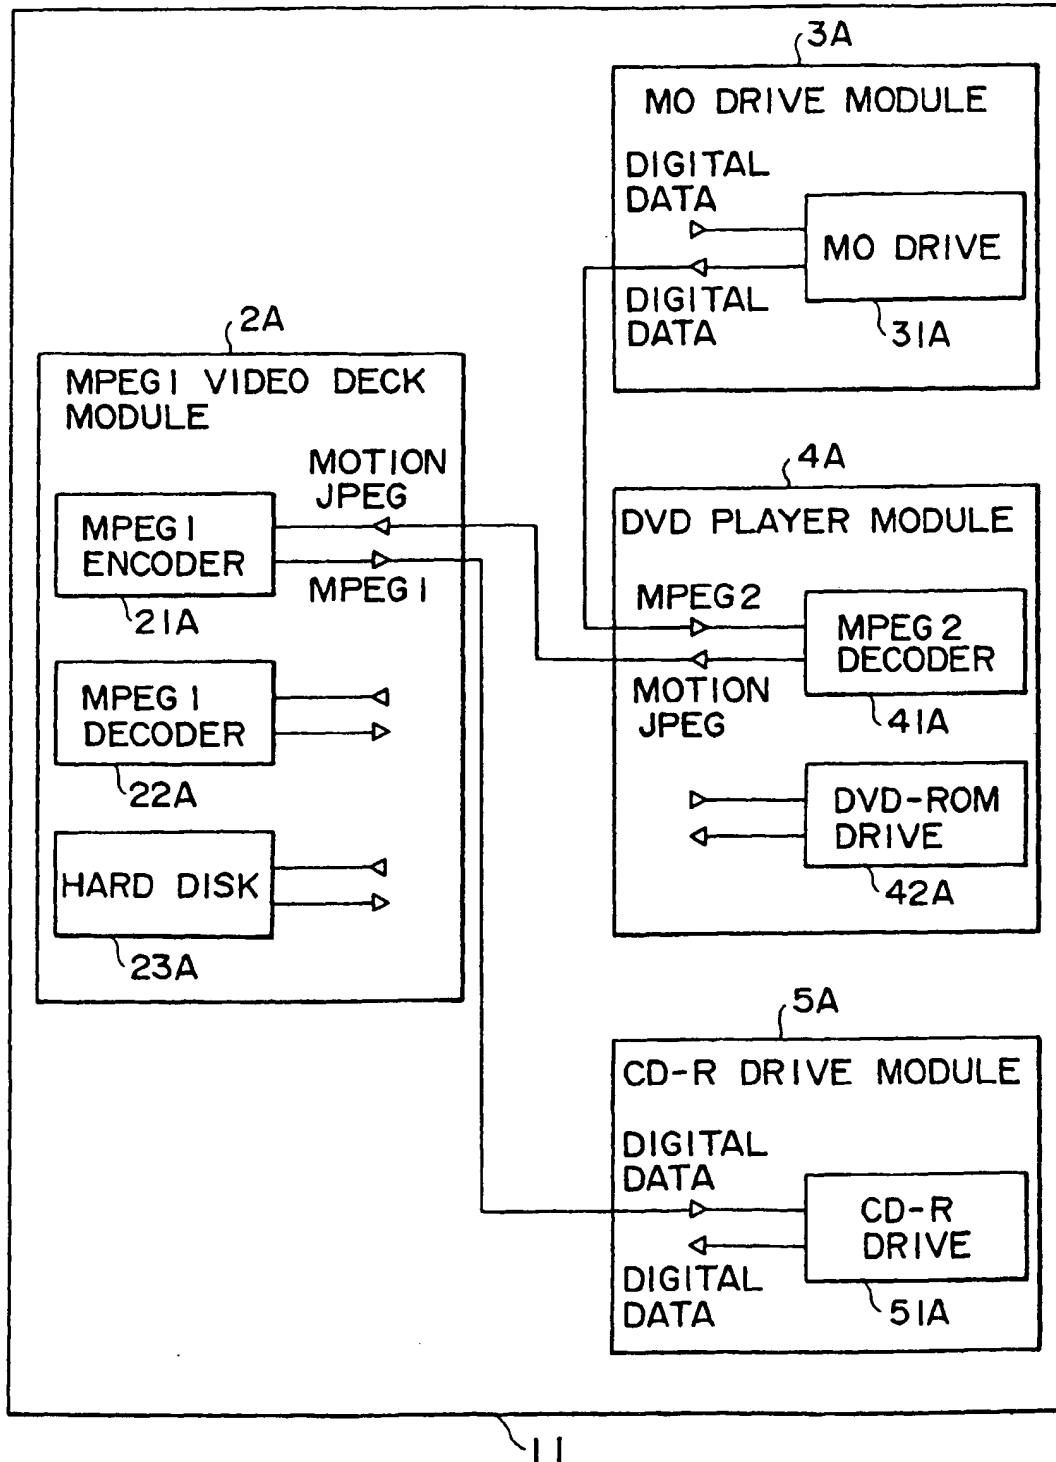 3A
MO DRIVE MODULE
DIGITAL
DATA
MO DRIVE
DIGITAL
DATA
31A
2A
MPEG1 VIDEO DECK
MODULE
MOTION
JPEG
MPEG1
ENCODER
MPEG1
21A
MPEG1
DECODER
22A
HARD DISK
23A
4A
DVD PLAYER MODULE
MPEG2
MPEG2
DECODER
MOTION
JPEG
41A
DVD-ROM
DRIVE
42A
5A
CD-R DRIVE MODULE
DIGITAL
DATA
CD-R
DRIVE
DIGITAL
DATA
51A
11